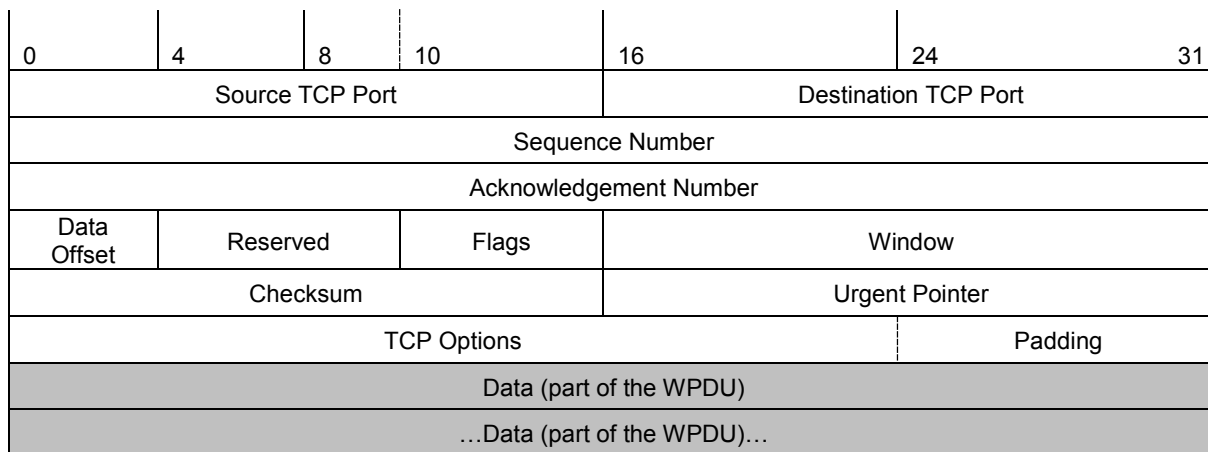 0 4 8 10 16 24 31
Source TCP Port Destination TCP Port
Sequence Number
Acknowledgement Number
Data
Offset Reserved Flags Window
Checksum Urgent Pointer
TCP Options Padding
Data (part of the WPDU)
…Data (part of the WPDU)…